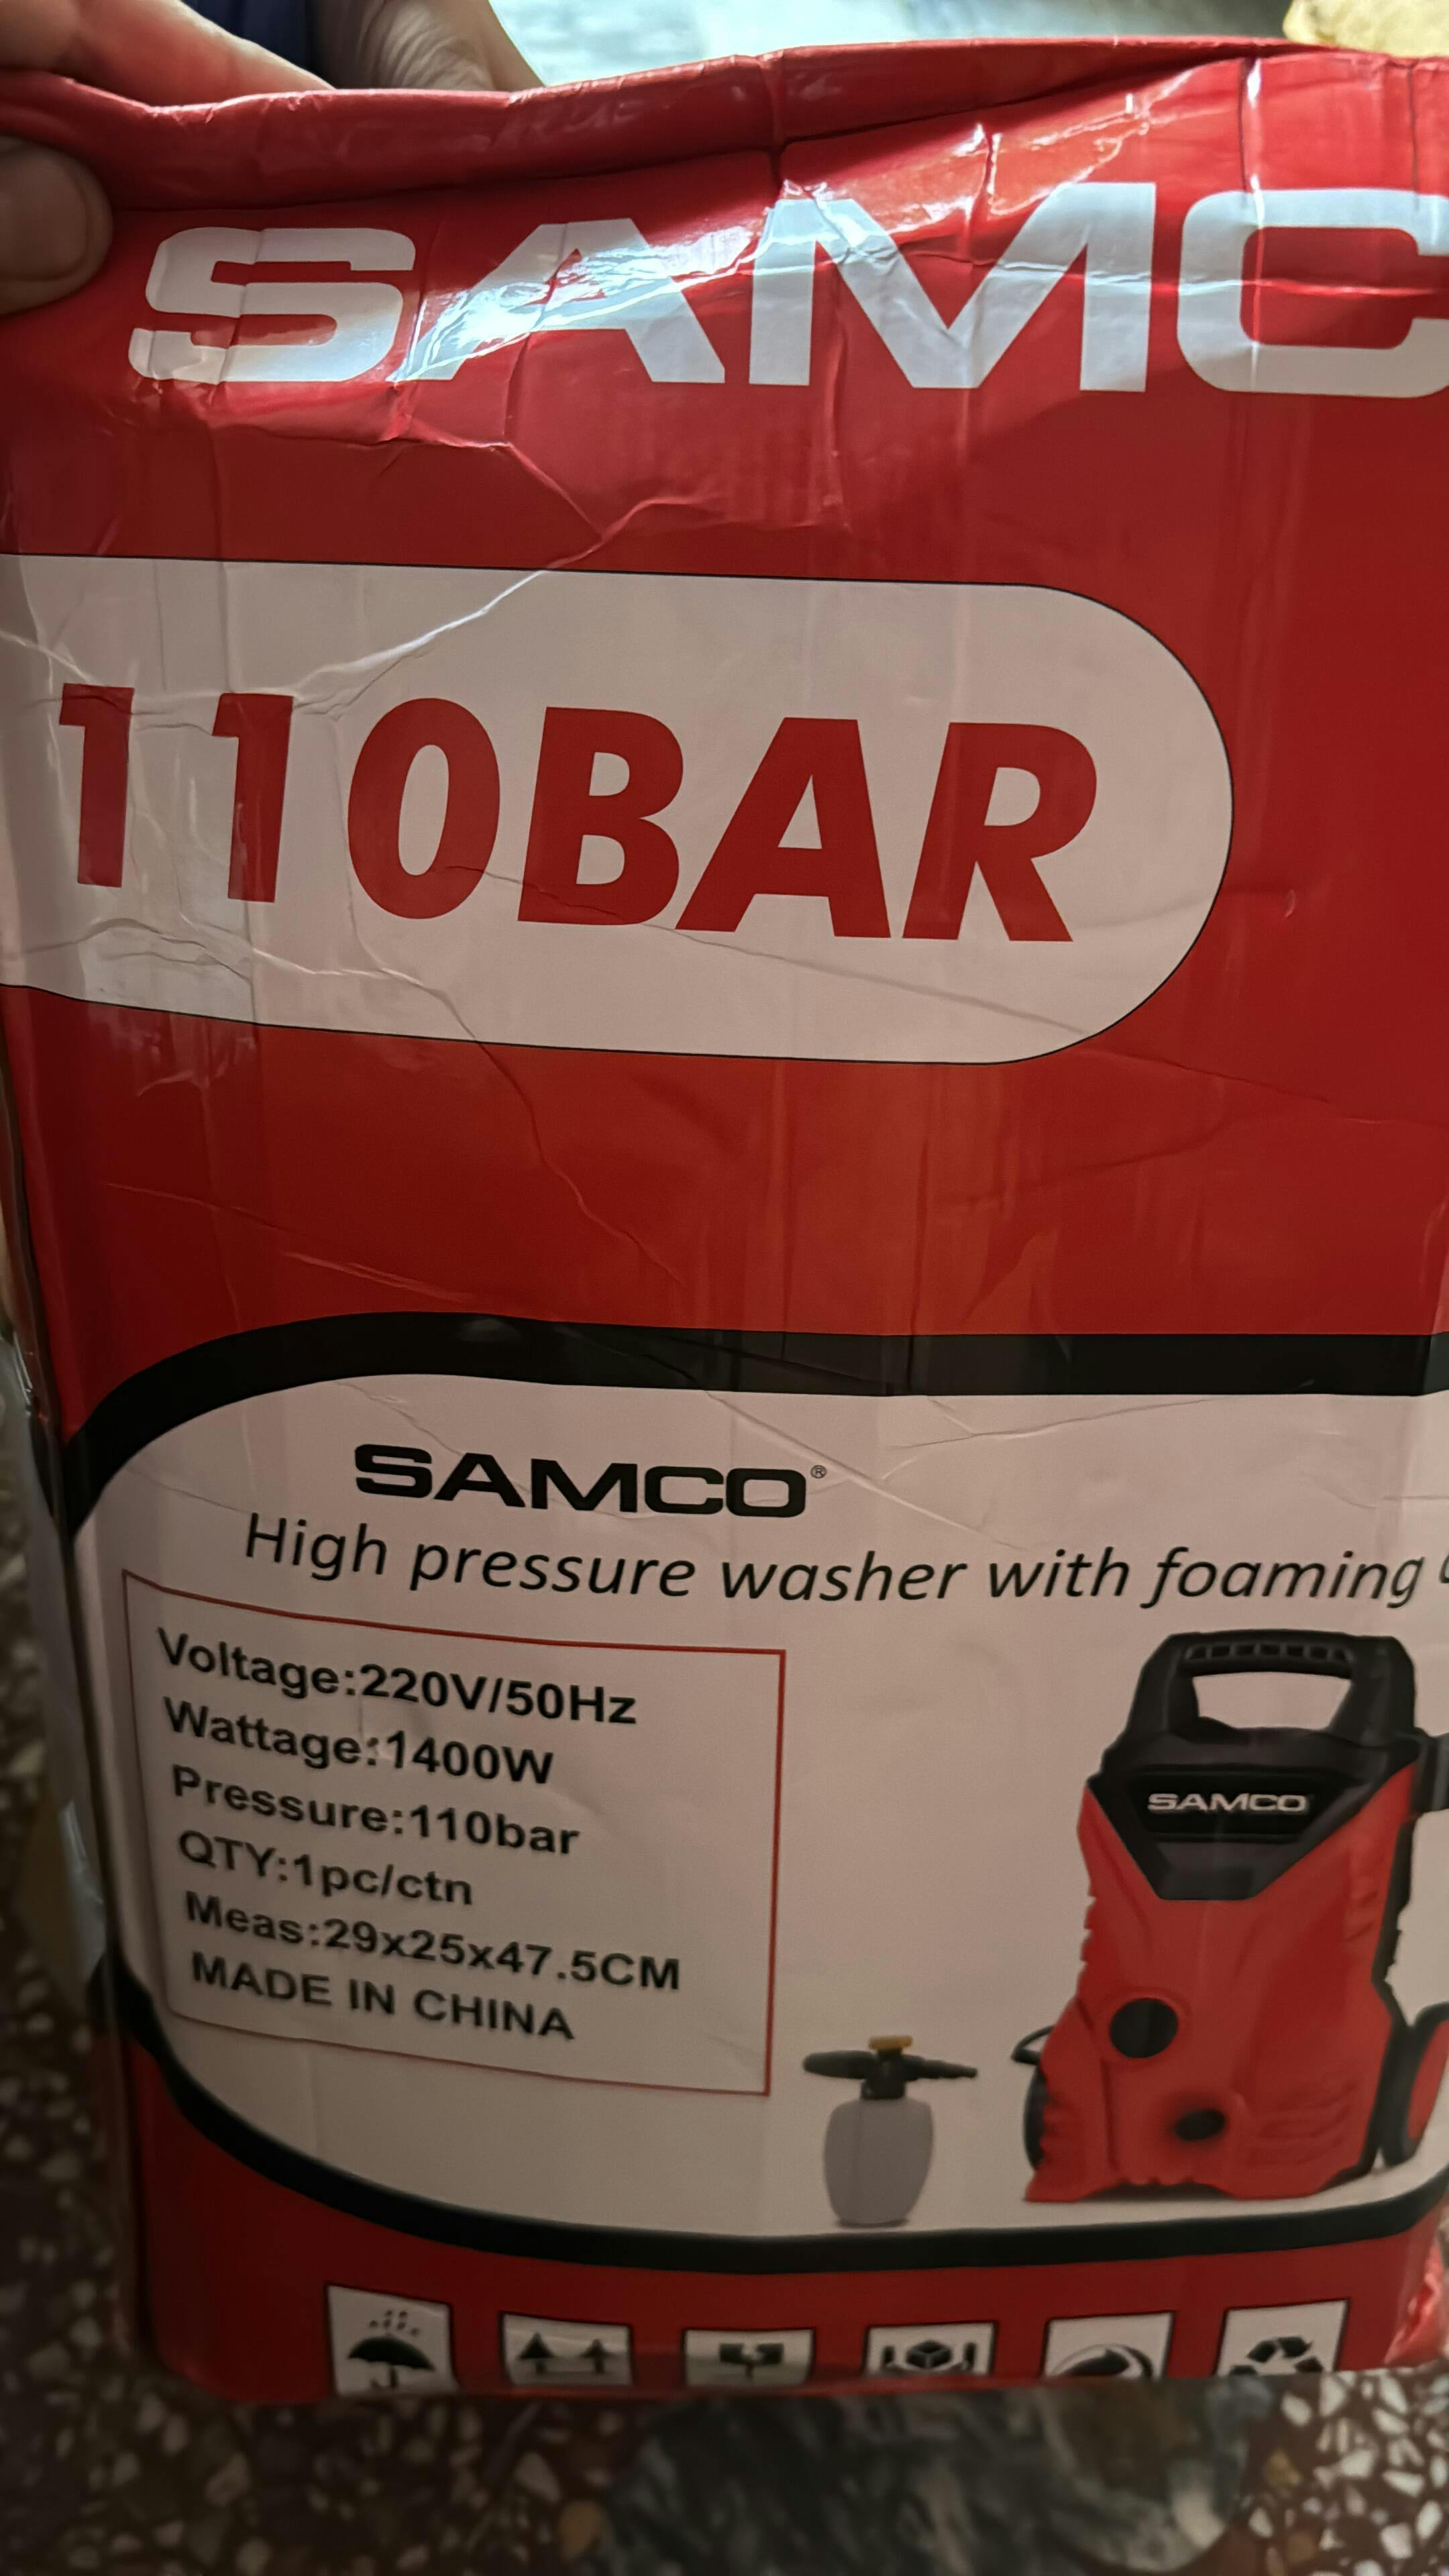 SAMC
110BAR
SAMCO®
High pressure washer with foaming
Voltage:220V/50Hz
Wattage:1400W
Pressure:110bar
QTY:1pc/ctn
Meas:29x25x47.5CM
MADE IN CHINA
SAMCO